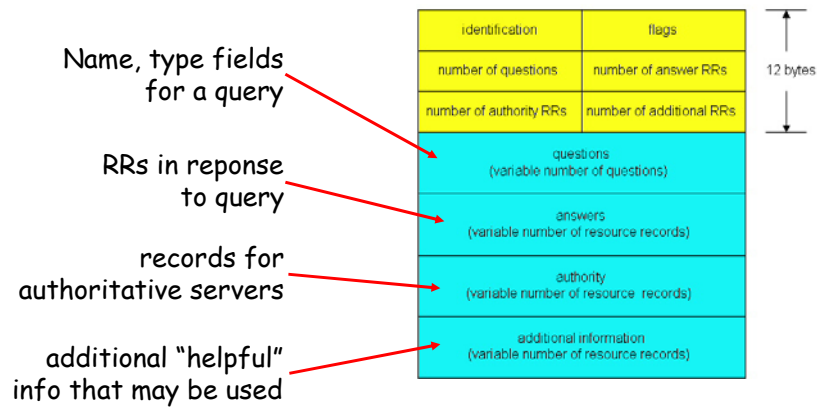 identification
flags
number of questions
number of answer RRs
12 bytes
number of authority RRs
number of additional RRs
Name, type fields
for a query
questions
(variable number of questions)
RRs in reponse
to query
answers
(variable number of resource records)
records for
authoritative servers
authority
(variable number of resource records)
additional "helpful"
info that may be used
additional information
(variable number of resource records)